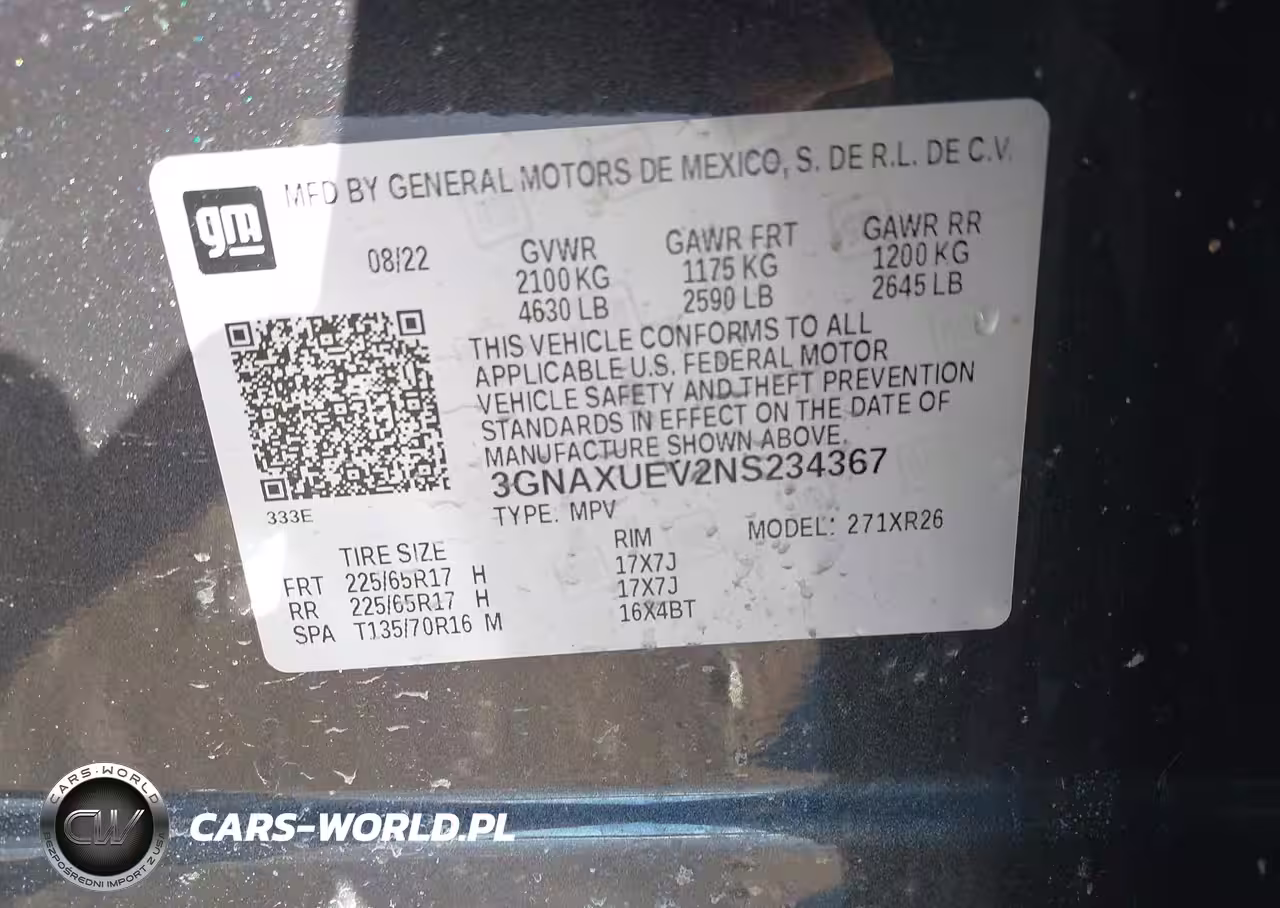 gm
MFD BY GENERAL MOTORS DE MEXICO, S. DE R.L. DE C.V.
08/22
GVWR
2100 KG
4630 LB
GAWR FRT
1175 KG
2590 LB
GAWR RR
1200 KG
2645 LB
THIS VEHICLE CONFORMS TO ALL
APPLICABLE U.S. FEDERAL MOTOR
VEHICLE SAFETY AND THEFT PREVENTION
STANDARDS IN EFFECT ON THE DATE OF
MANUFACTURE SHOWN ABOVE.
3GNAXUEV2NS234367
333E
TYPE: MPV
MODEL: 271XR26
TIRE SIZE RIM
FRT 225/65R17 H 17X7J
RR 225/65R17 H 17X7J
SPA T135/70R16 M 16X4BT
CARS-WORLD
CW
BEZPOŚREDNI IMPORT Z USA
CARS-WORLD.PL